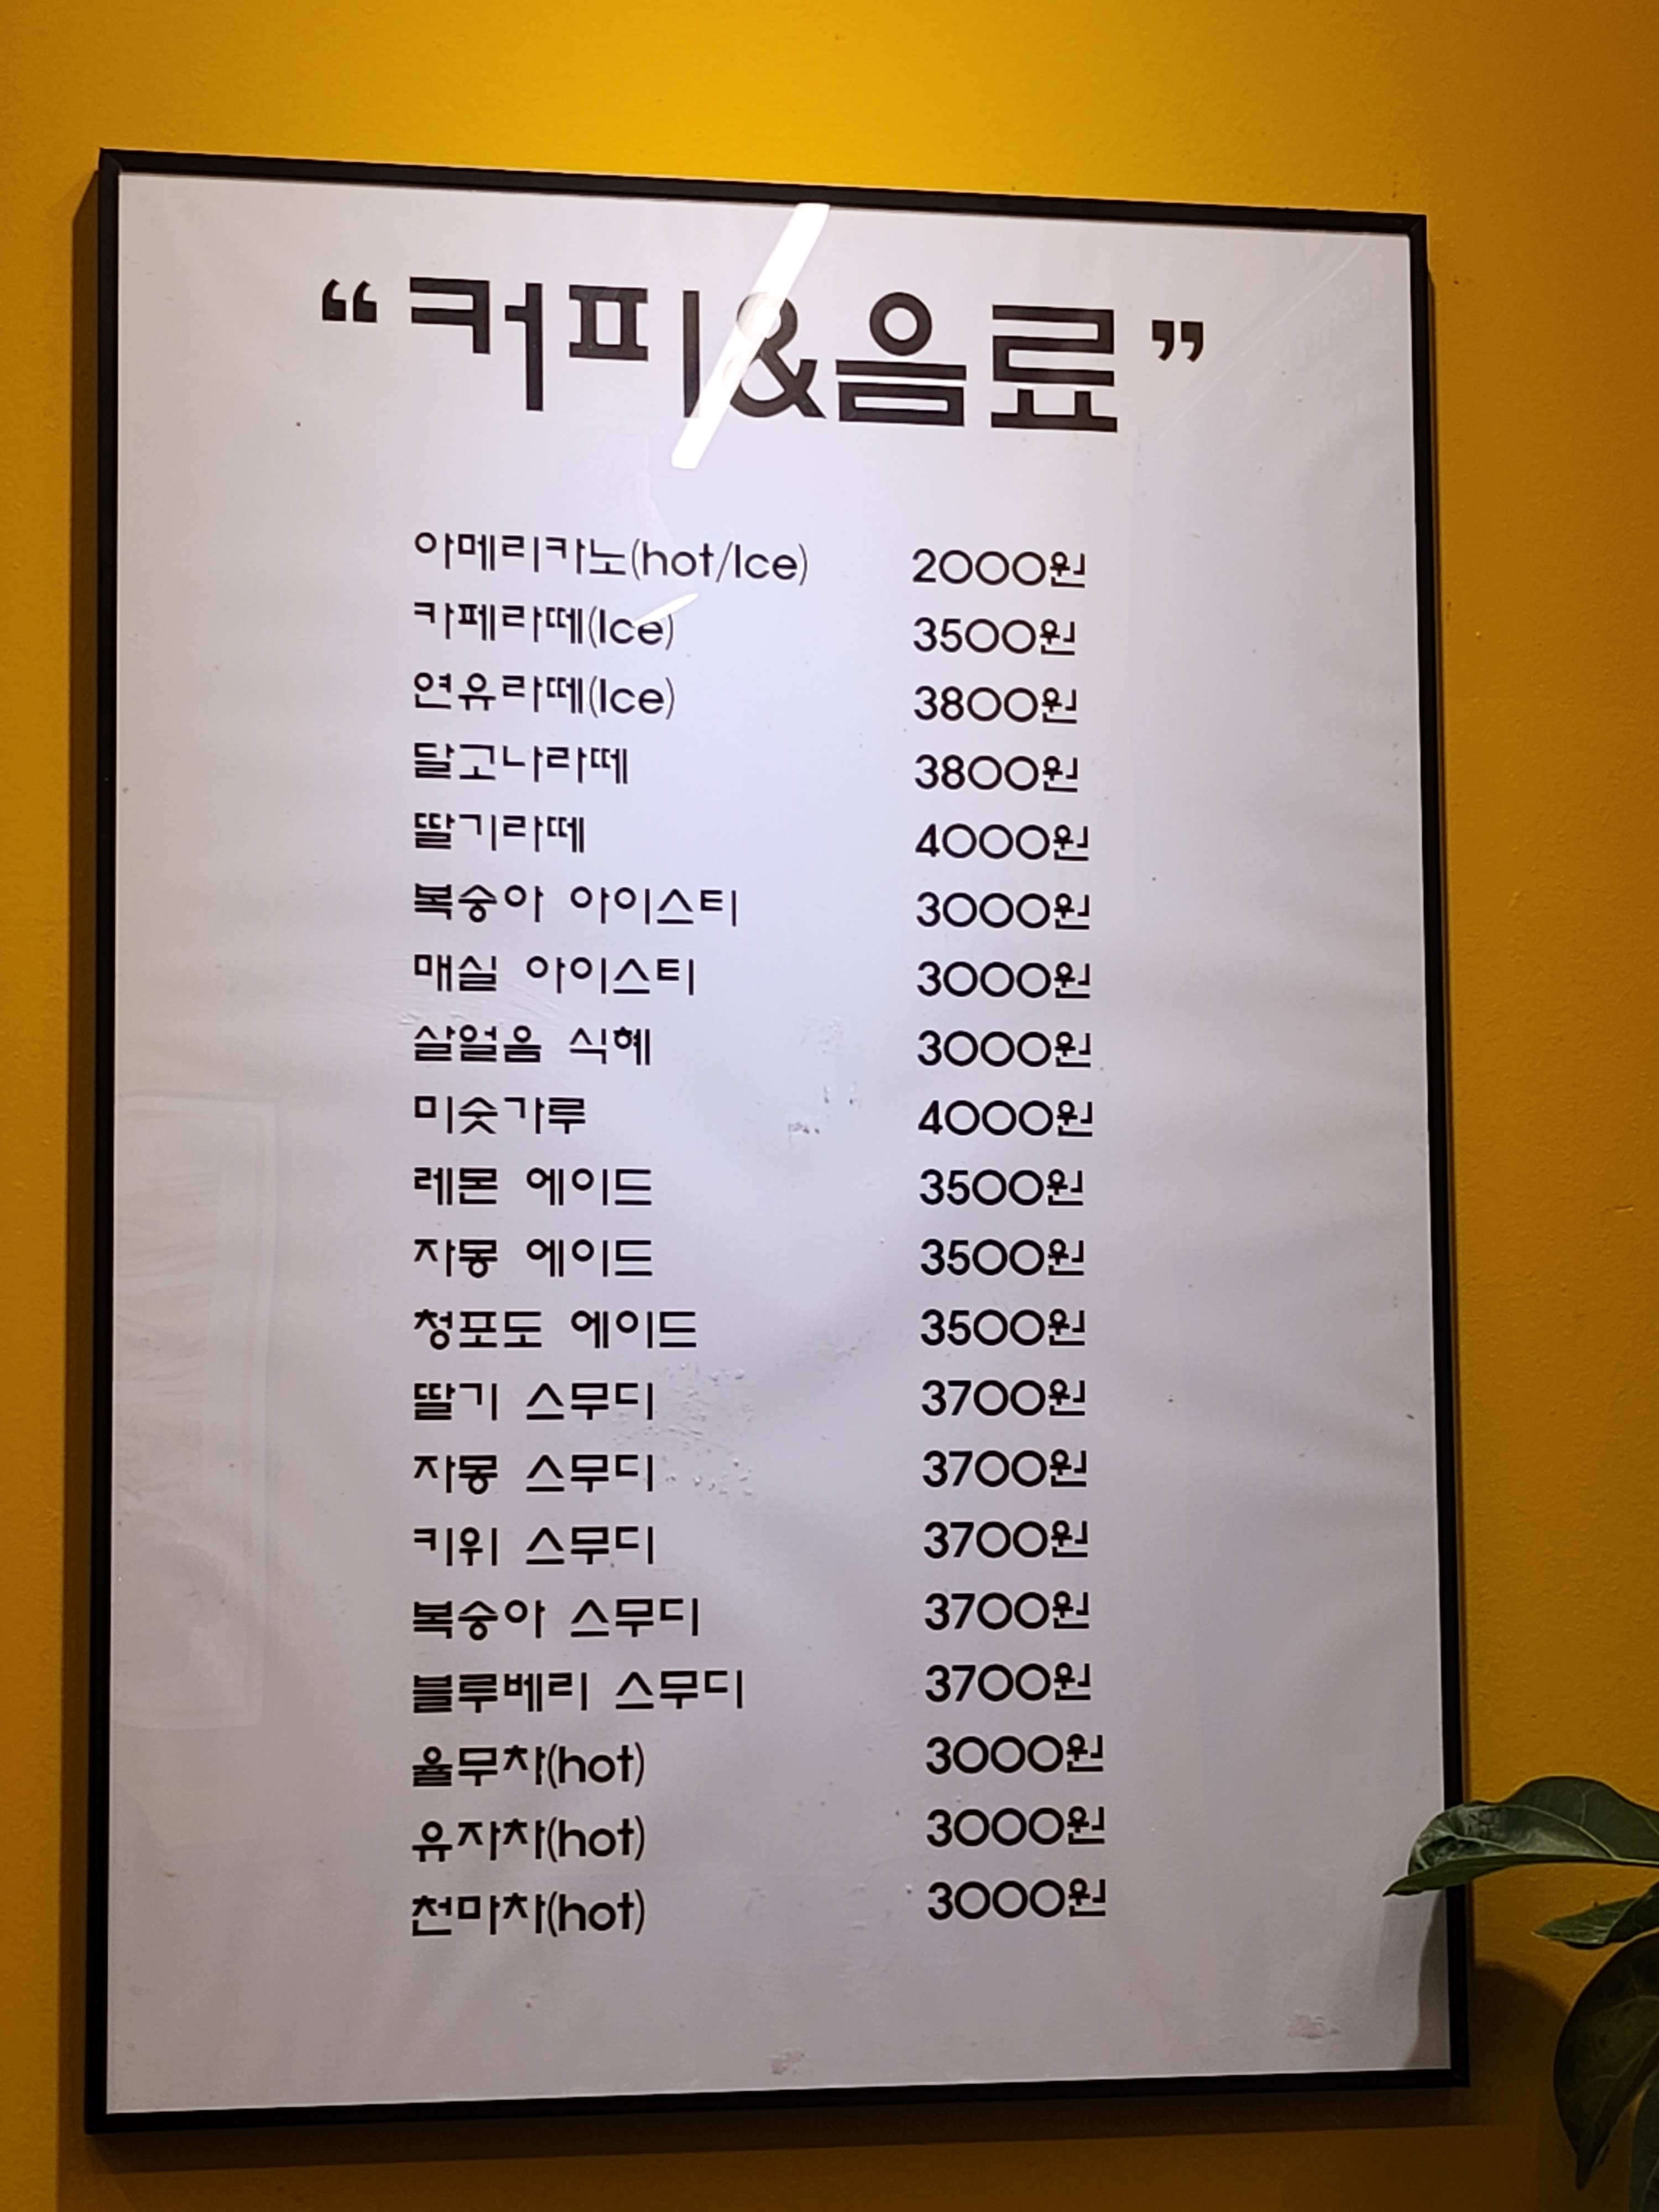 “커피&음료”
아메리카노(hot/Ice) 2000원
카페라떼(Ice) 3500원
연유라떼(Ice) 3800원
달고나라떼 3800원
딸기라떼 4000원
복숭아 아이스티 3000원
매실 아이스티 3000원
살얼음 식혜 3000원
미숫가루 4000원
레몬 에이드 3500원
자몽 에이드 3500원
청포도 에이드 3500원
딸기 스무디 3700원
자몽 스무디 3700원
키위 스무디 3700원
복숭아 스무디 3700원
블루베리 스무디 3700원
율무차(hot) 3000원
유자차(hot) 3000원
천마차(hot) 3000원